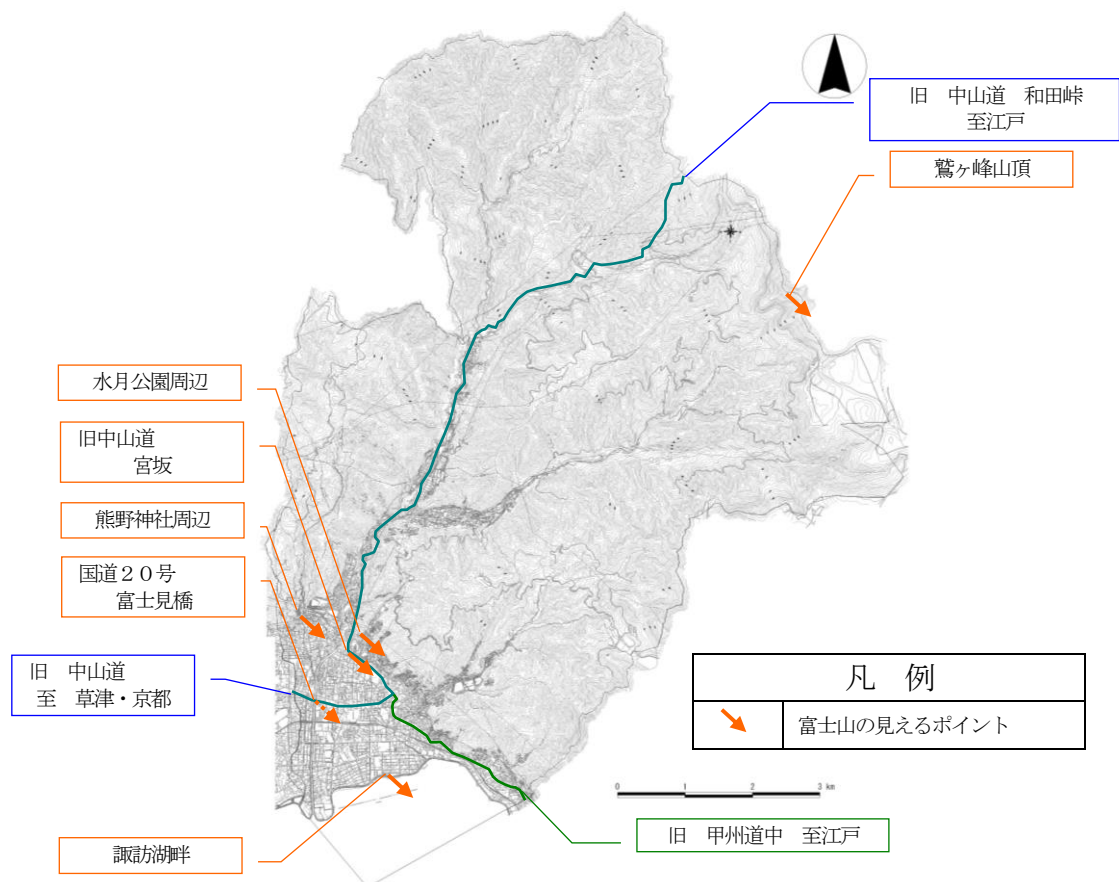 旧　中山道　和田峠
至江戸
鷲ヶ峰山頂
水月公園周辺
旧中山道
宮坂
熊野神社周辺
国道２０号
富士見橋
旧　中山道
至　草津・京都
凡　例
富士山の見えるポイント
0 1 2 3 km
旧　甲州道中　至江戸
諏訪湖畔